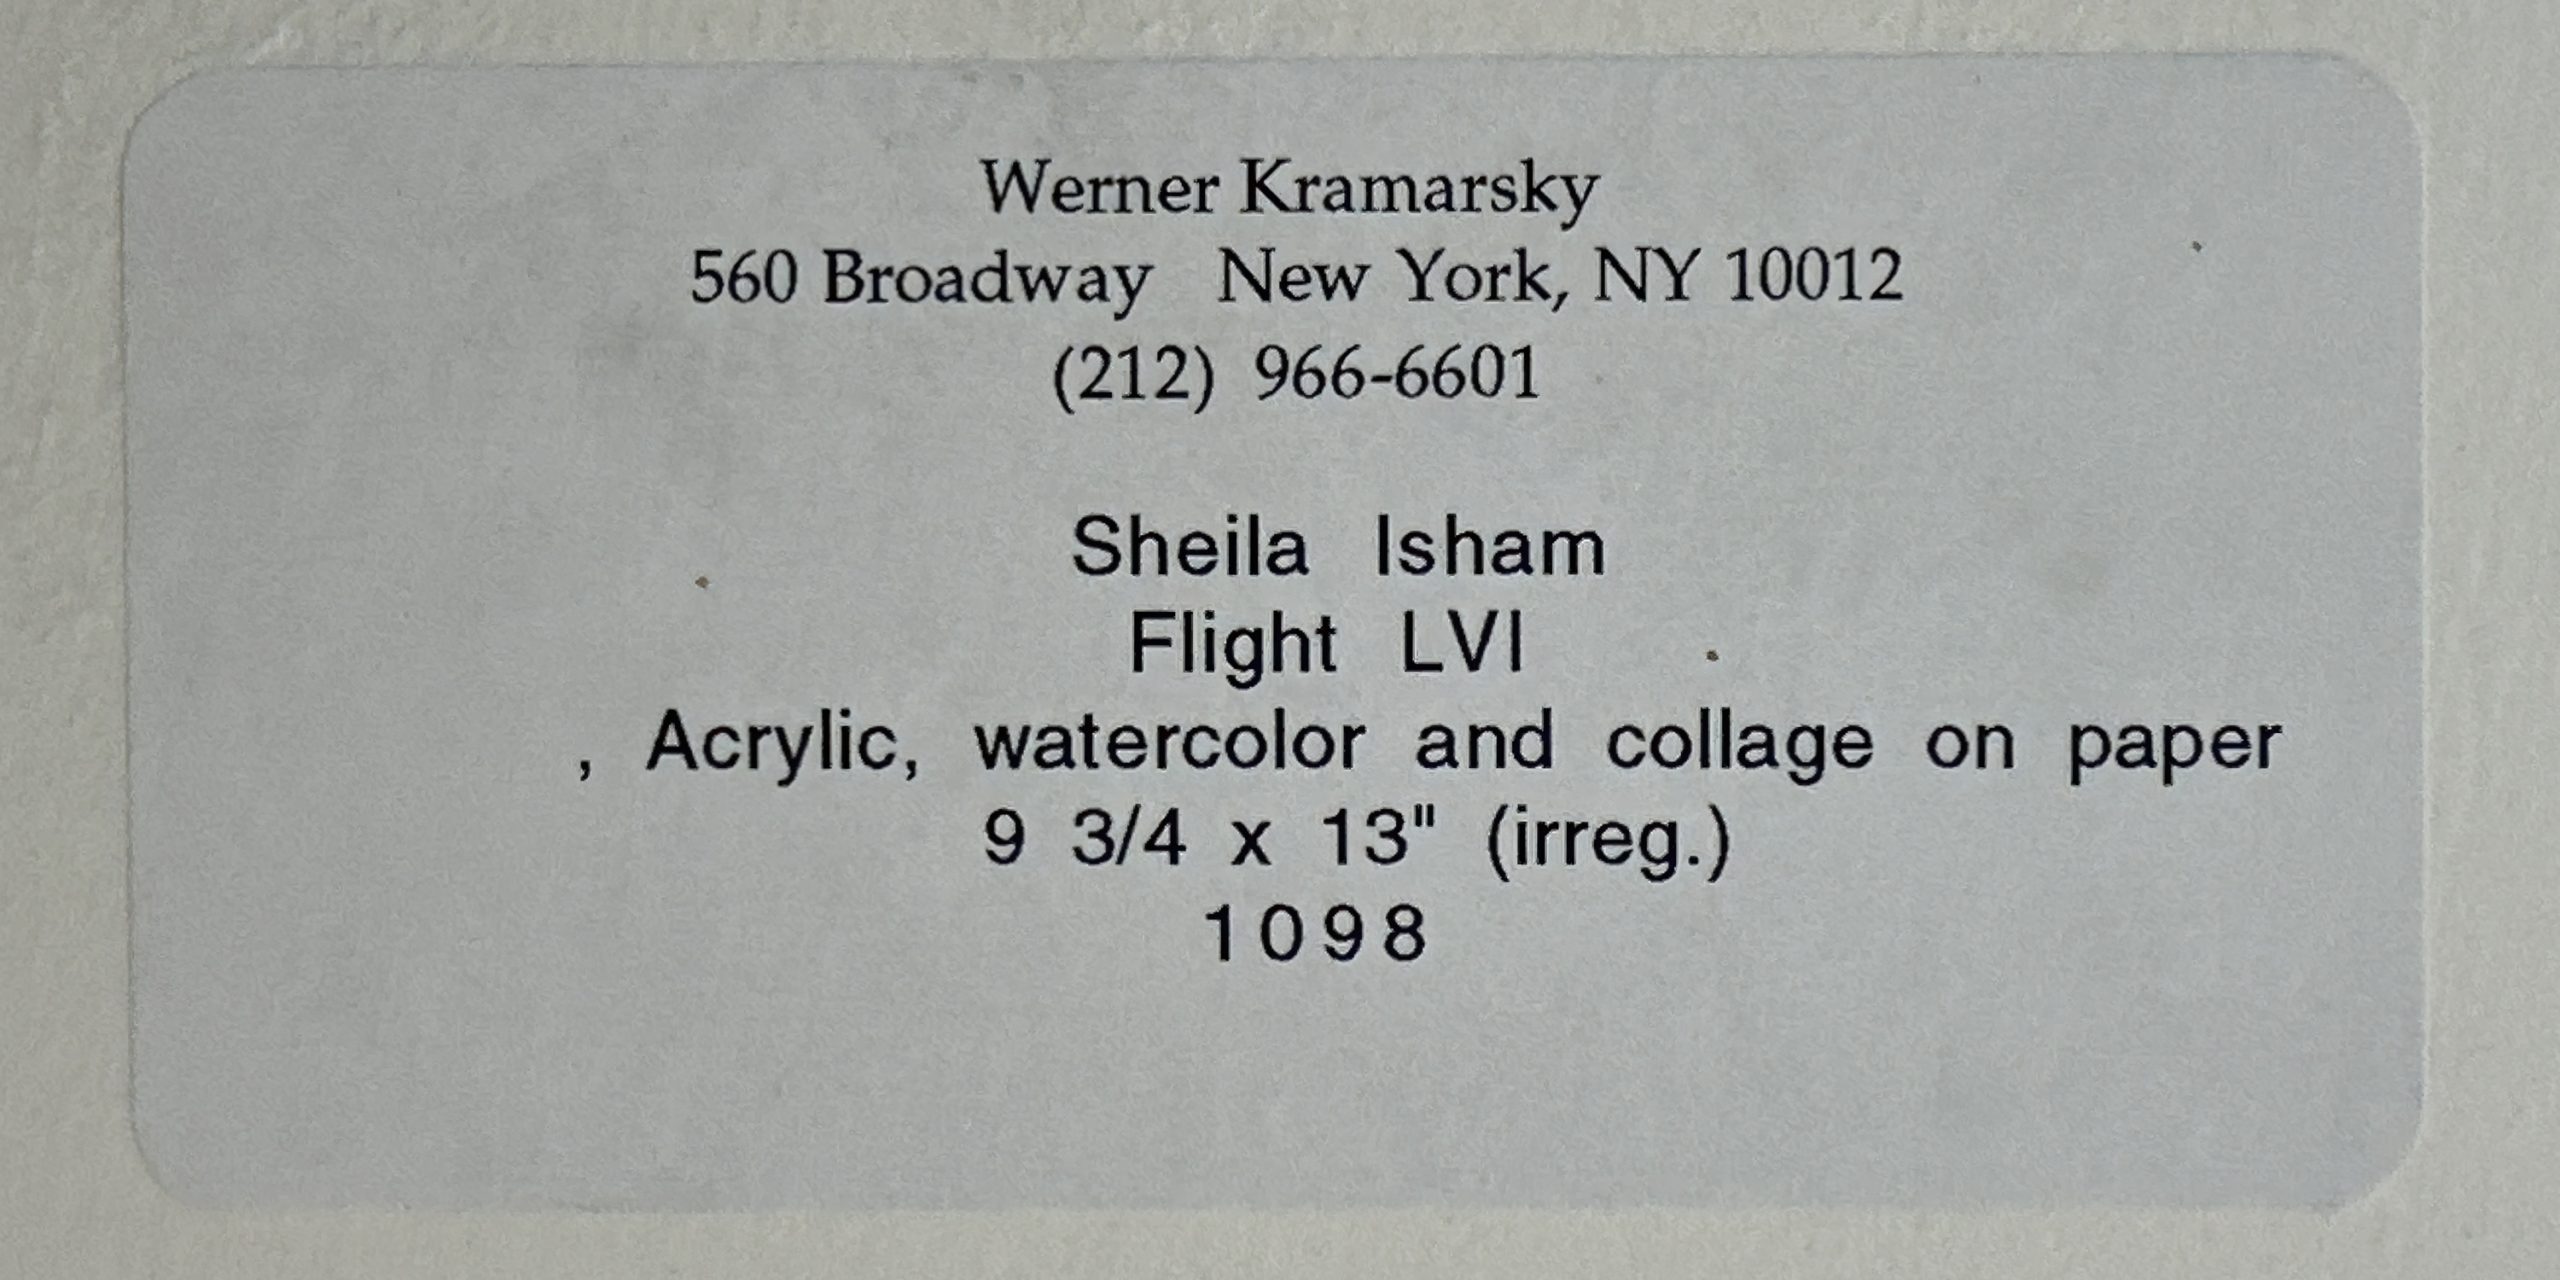 Werner Kramarsky
560 Broadway New York, NY 10012
(212) 966-6601
Sheila Isham
Flight LVI
, Acrylic, watercolor and collage on paper
9 3/4 x 13" (irreg.)
1098